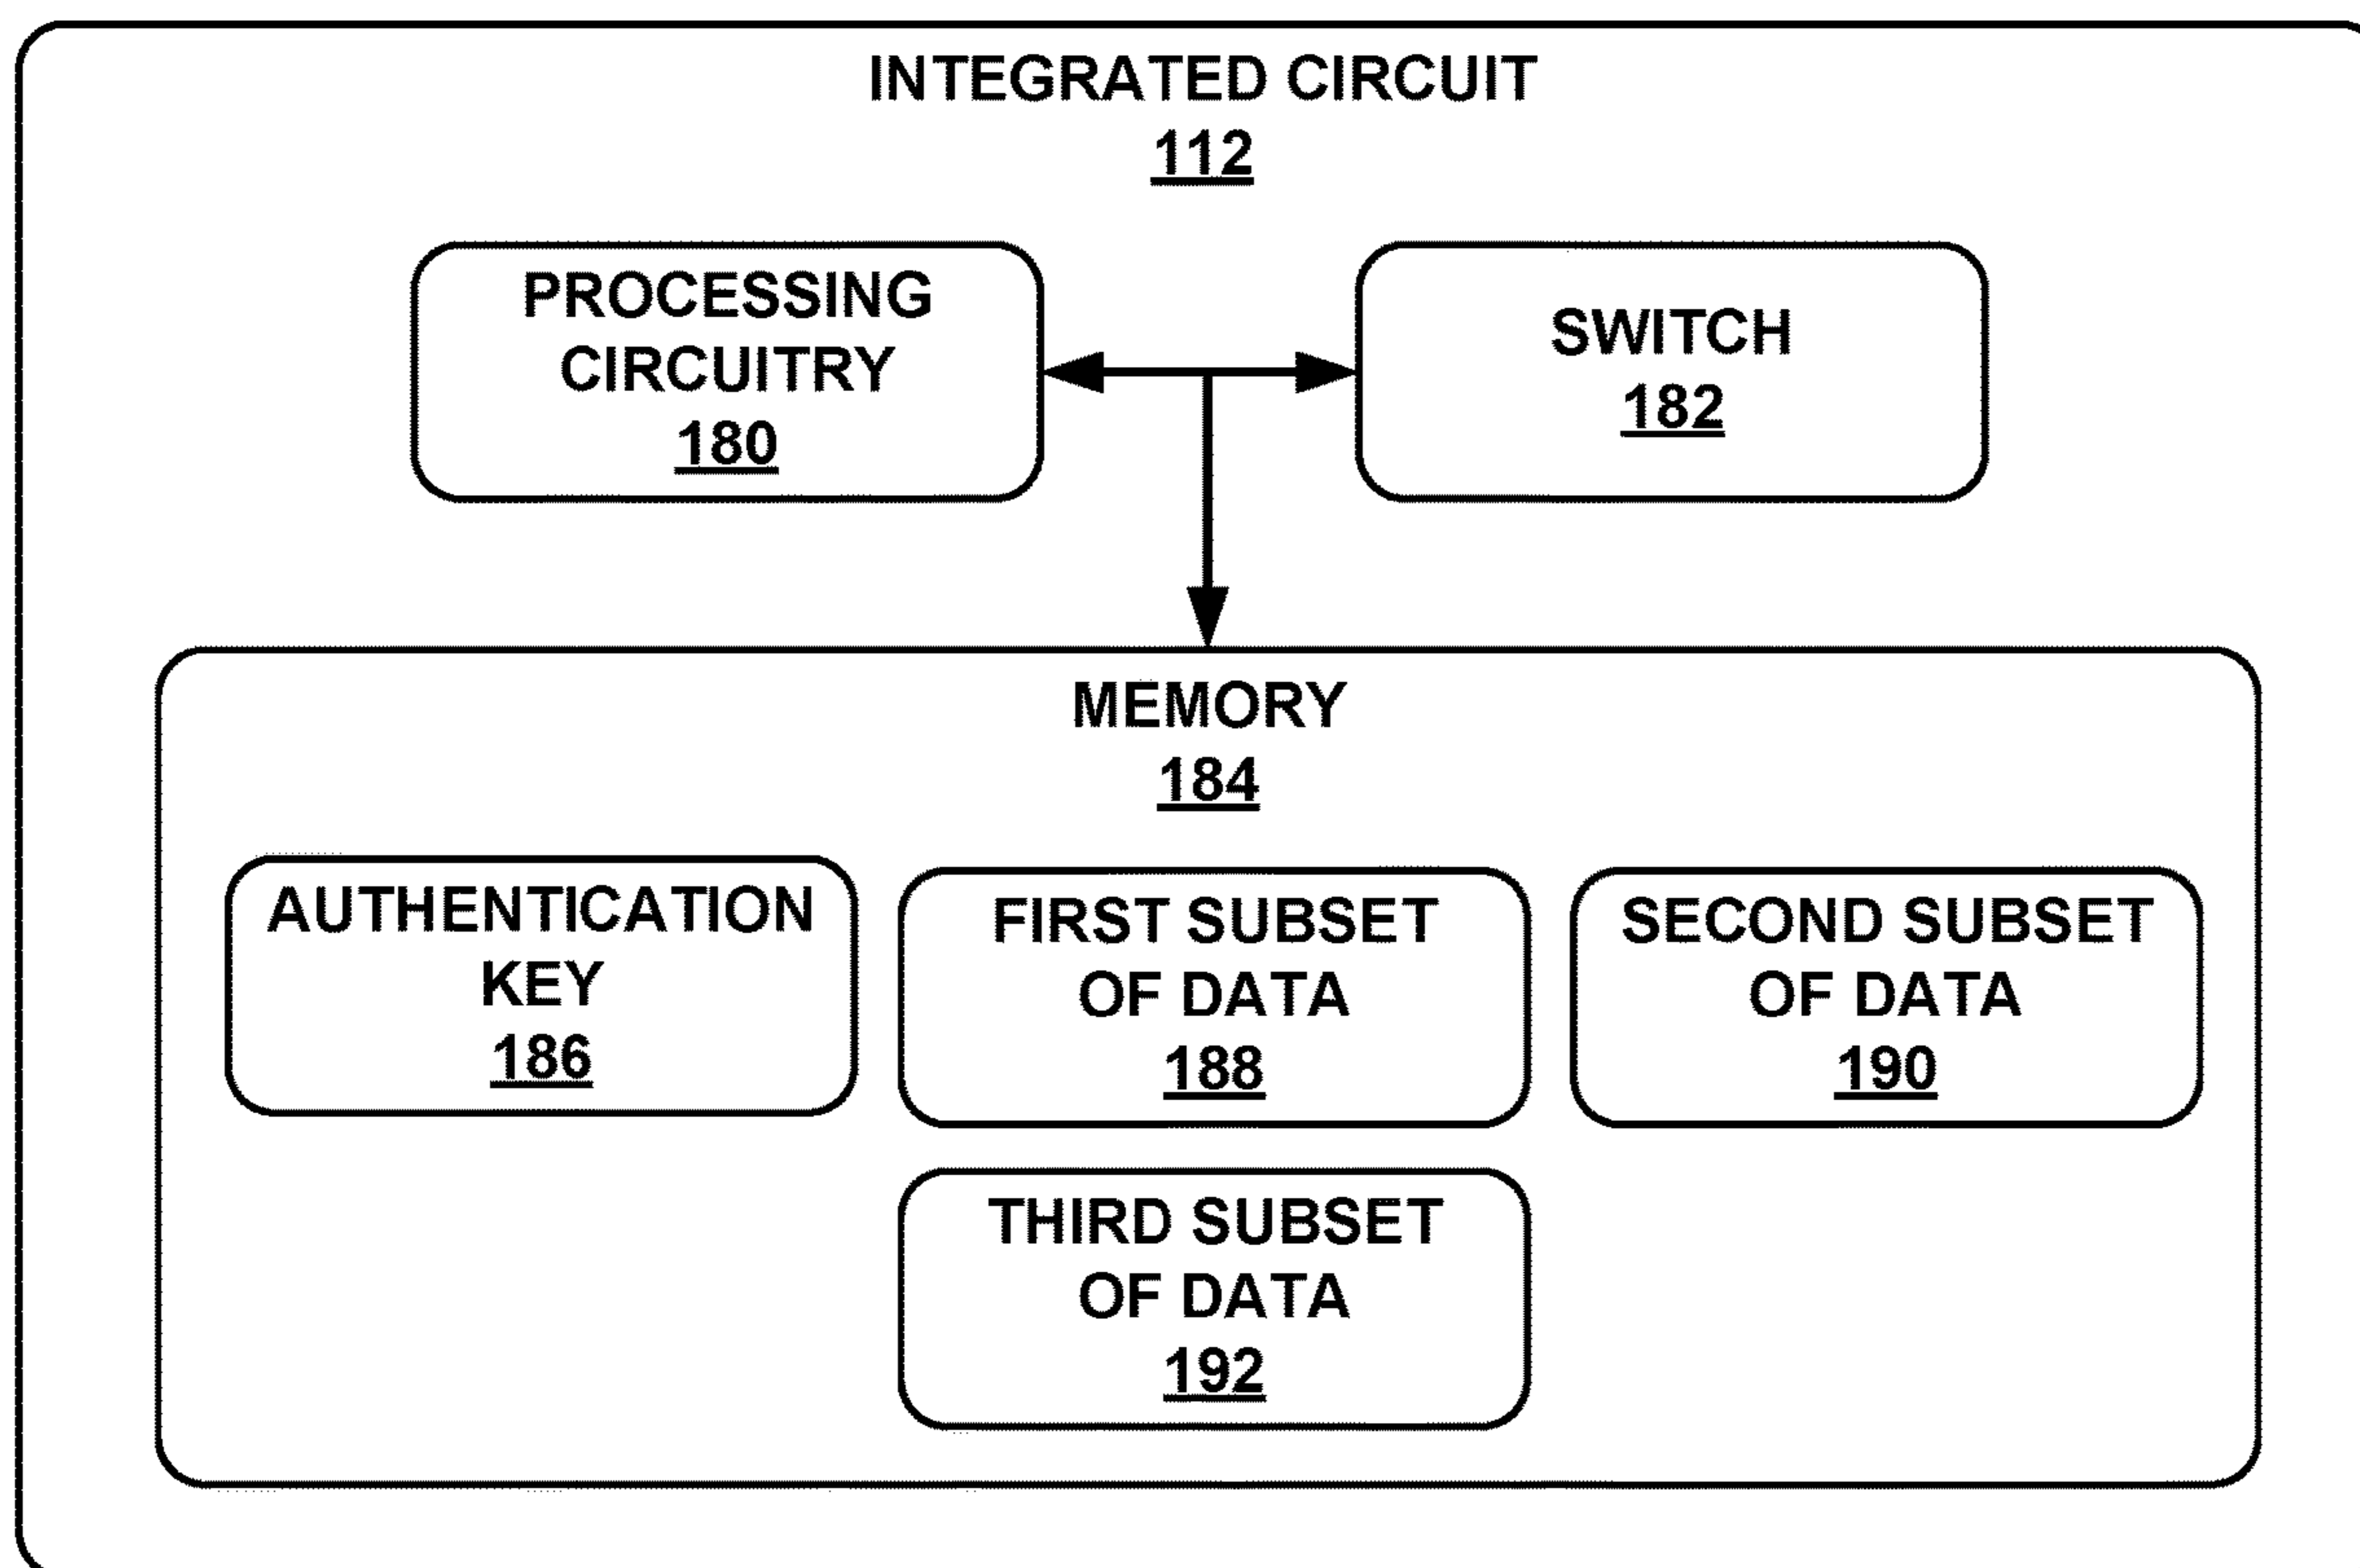 INTEGRATED CIRCUIT
112
PROCESSING
CIRCUITRY
180
SWITCH
182
MEMORY
184
AUTHENTICATION
KEY
186
FIRST SUBSET
OF DATA
188
SECOND SUBSET
OF DATA
190
THIRD SUBSET
OF DATA
192